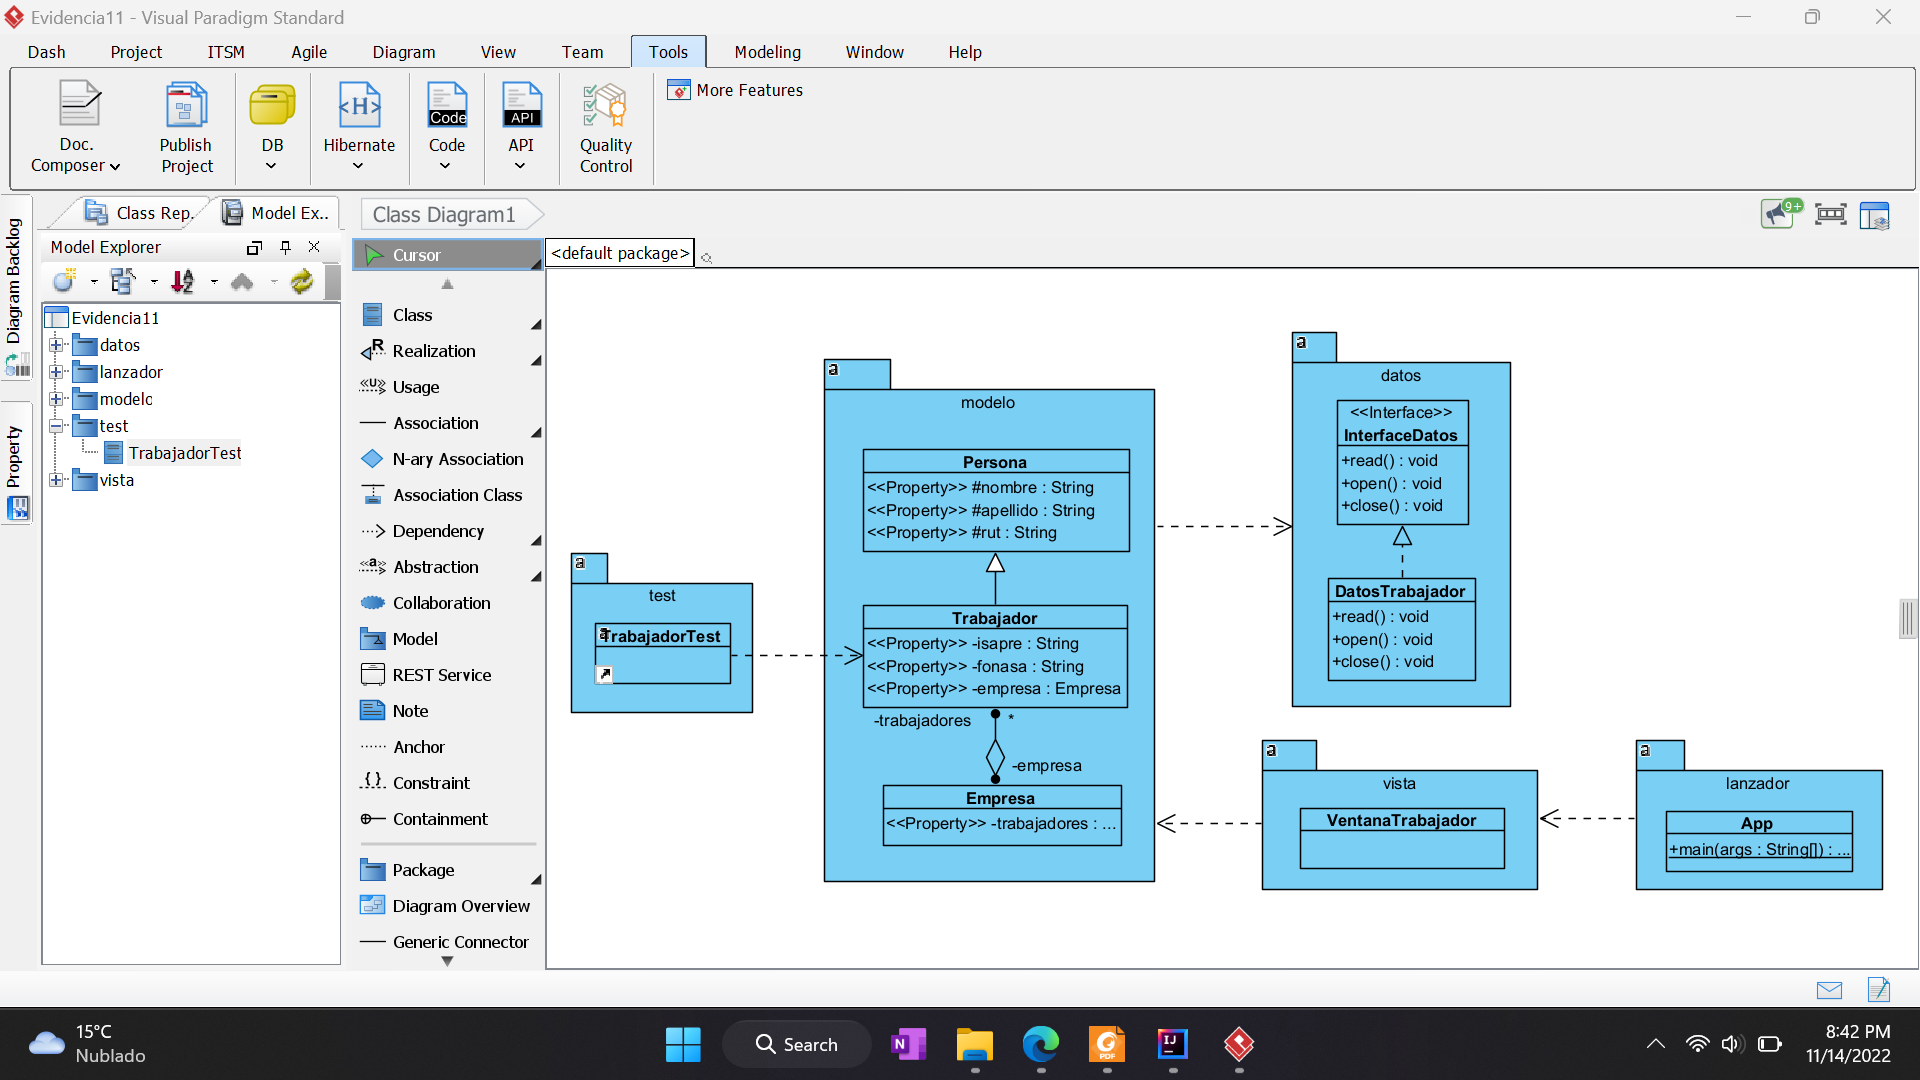 Evidencia11 - Visual Paradigm Standard
Dash Project ITSM Agile Diagram View Team Tools Modeling Window Help
Doc. Composer
Publish Project
DB
Hibernate
Code
Code
API
API
Quality Control
More Features
Class Rep.
Model Ex..
Class Diagram1
9+
Diagram Backlog
Property
Model Explorer
Evidencia11
datos
lanzador
modelo
test
TrabajadorTest
vista
Cursor
Class
Realization
Usage
Association
N-ary Association
Association Class
Dependency
Abstraction
Collaboration
Model
REST Service
Note
Anchor
Constraint
Containment
Package
Diagram Overview
Generic Connector
<default package>
a
test
TrabajadorTest
a
modelo
Persona
<<Property>> #nombre : String
<<Property>> #apellido : String
<<Property>> #rut : String
Trabajador
<<Property>> -isapre : String
<<Property>> -fonasa : String
<<Property>> -empresa : Empresa
-trabajadores *
-empresa
Empresa
<<Property>> -trabajadores : ...
a
datos
<<Interface>>
InterfaceDatos
+read() : void
+open() : void
+close() : void
DatosTrabajador
+read() : void
+open() : void
+close() : void
a
vista
VentanaTrabajador
a
lanzador
App
+main(args : String[]) : ...
15°C
Nublado
Search
8:42 PM
11/14/2022